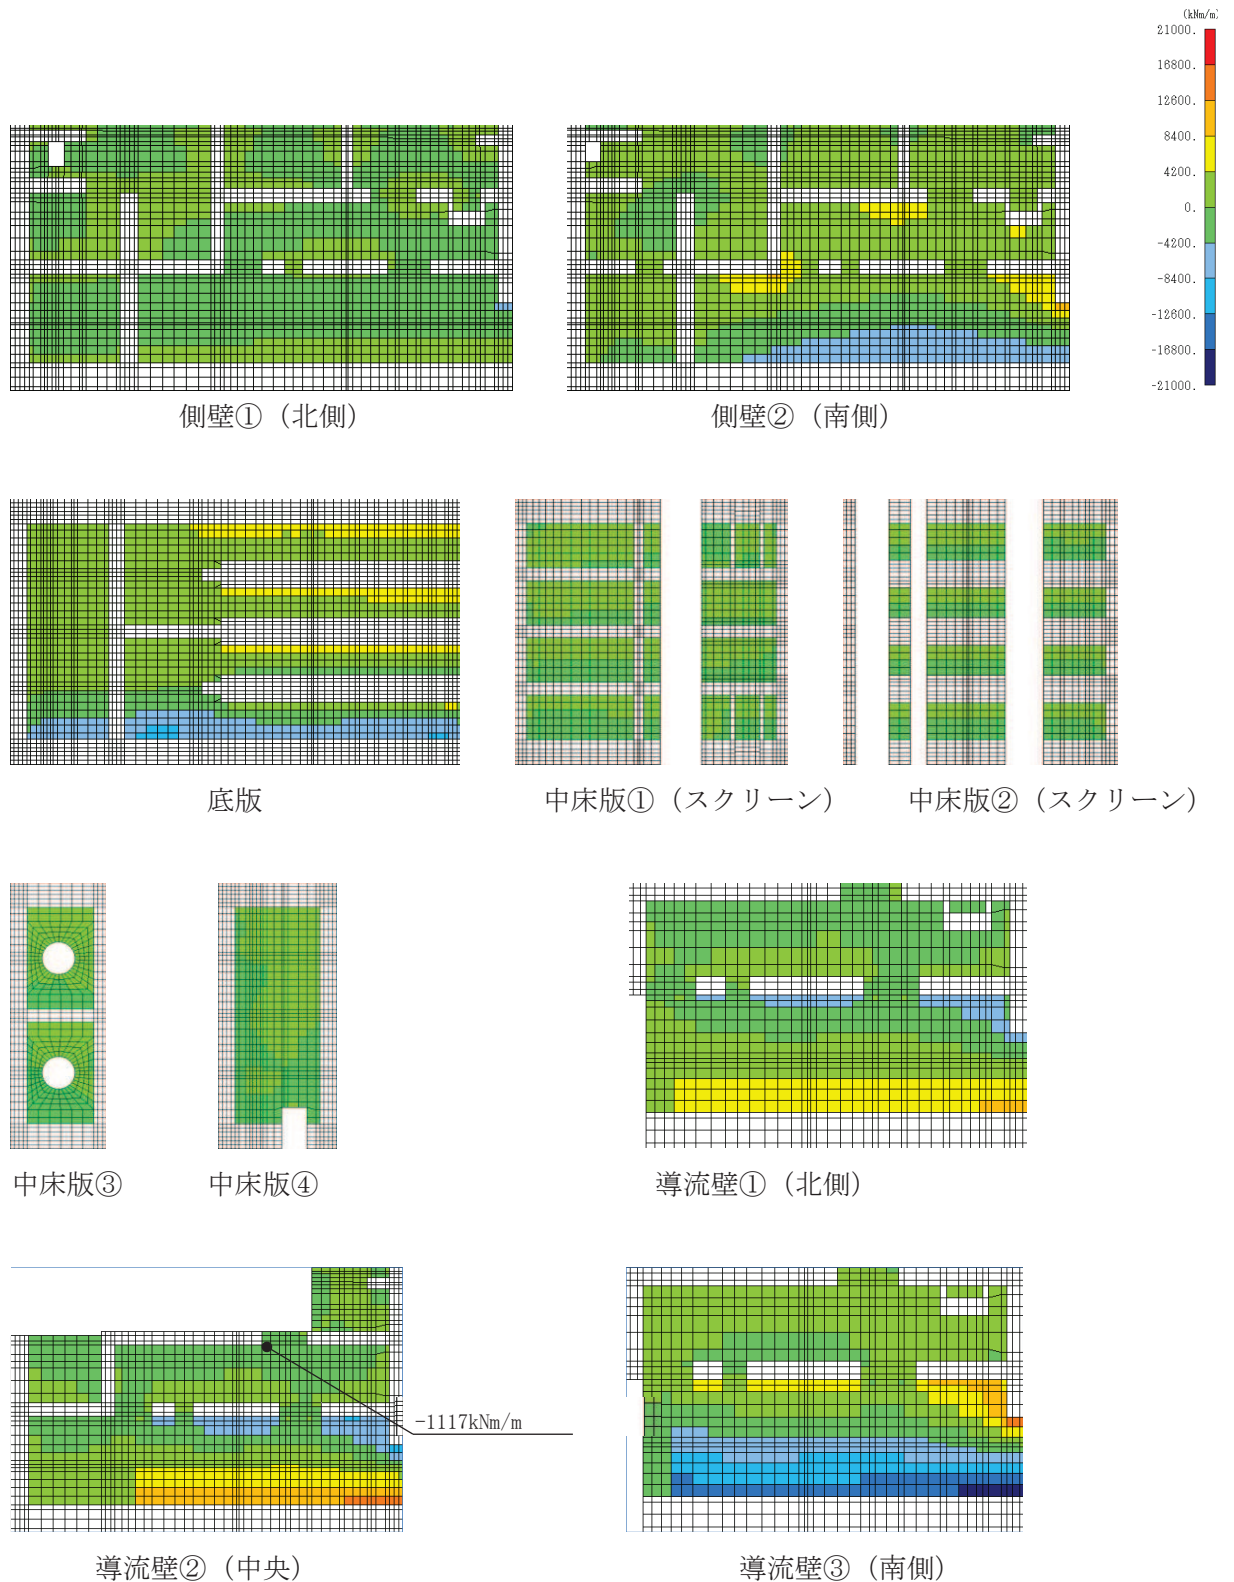 (kNm/m)
21000.
16800.
12600.
8400.
4200.
0.
-4200.
-8400.
-12600.
-16800.
-21000.
側壁①（北側）
側壁②（南側）
底版
中床版①（スクリーン）
中床版②（スクリーン）
中床版③
中床版④
導流壁①（北側）
-1117kNm/m
導流壁②（中央）
導流壁③（南側）